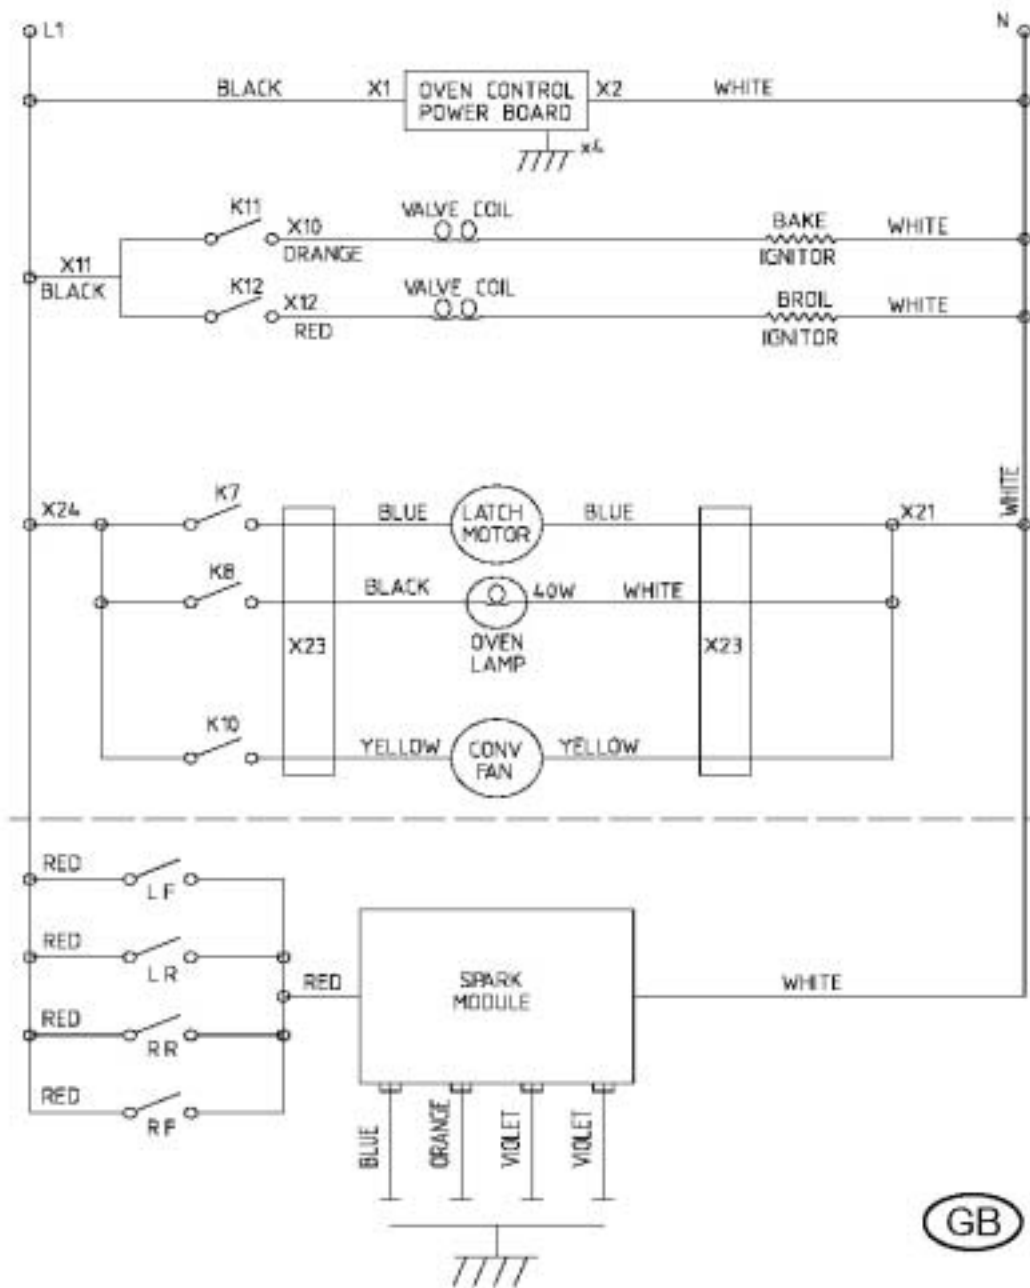 L1
N
BLACK X1 OVEN CONTROL X2 WHITE
POWER BOARD
x4
K11 VALVE COIL
X10 BAKE WHITE
ORANGE IGNITOR
X11
BLACK
K12 VALVE COIL
X12 BROIL WHITE
RED IGNITOR
WHITE
X24 K7 BLUE LATCH BLUE X21
MOTOR
K8 BLACK 40W WHITE
X23 OVEN X23
LAMP
K10 YELLOW CONV YELLOW
FAN
RED
LF
RED
LR
RED SPARK WHITE
MODULE
RED
RR
RED
RF
BLUE ORANGE VIOLET VIOLET
GB